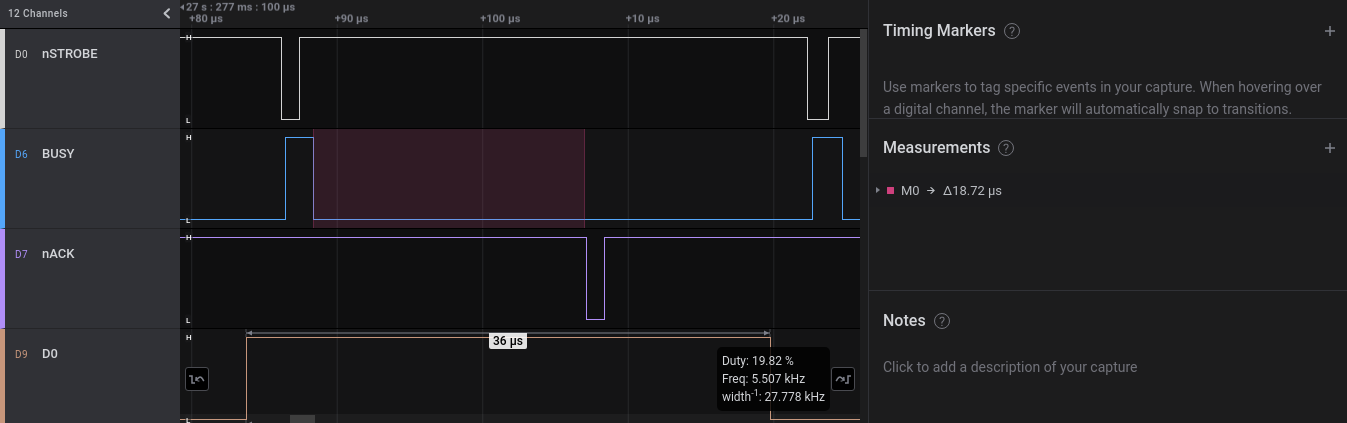 12 Channels
27 s : 277 ms : 100 µs
+80 µs
+90 µs
+100 µs
+10 µs
+20 µs
D0 nSTROBE
H
L
D6 BUSY
H
L
D7 nACK
H
L
D9 D0
H
L
36 µs
Duty: 19.82 %
Freq: 5.507 kHz
width⁻¹: 27.778 kHz
Timing Markers ? +
Use markers to tag specific events in your capture. When hovering over
a digital channel, the marker will automatically snap to transitions.
Measurements ? +
M0 → Δ18.72 µs
Notes ?
Click to add a description of your capture